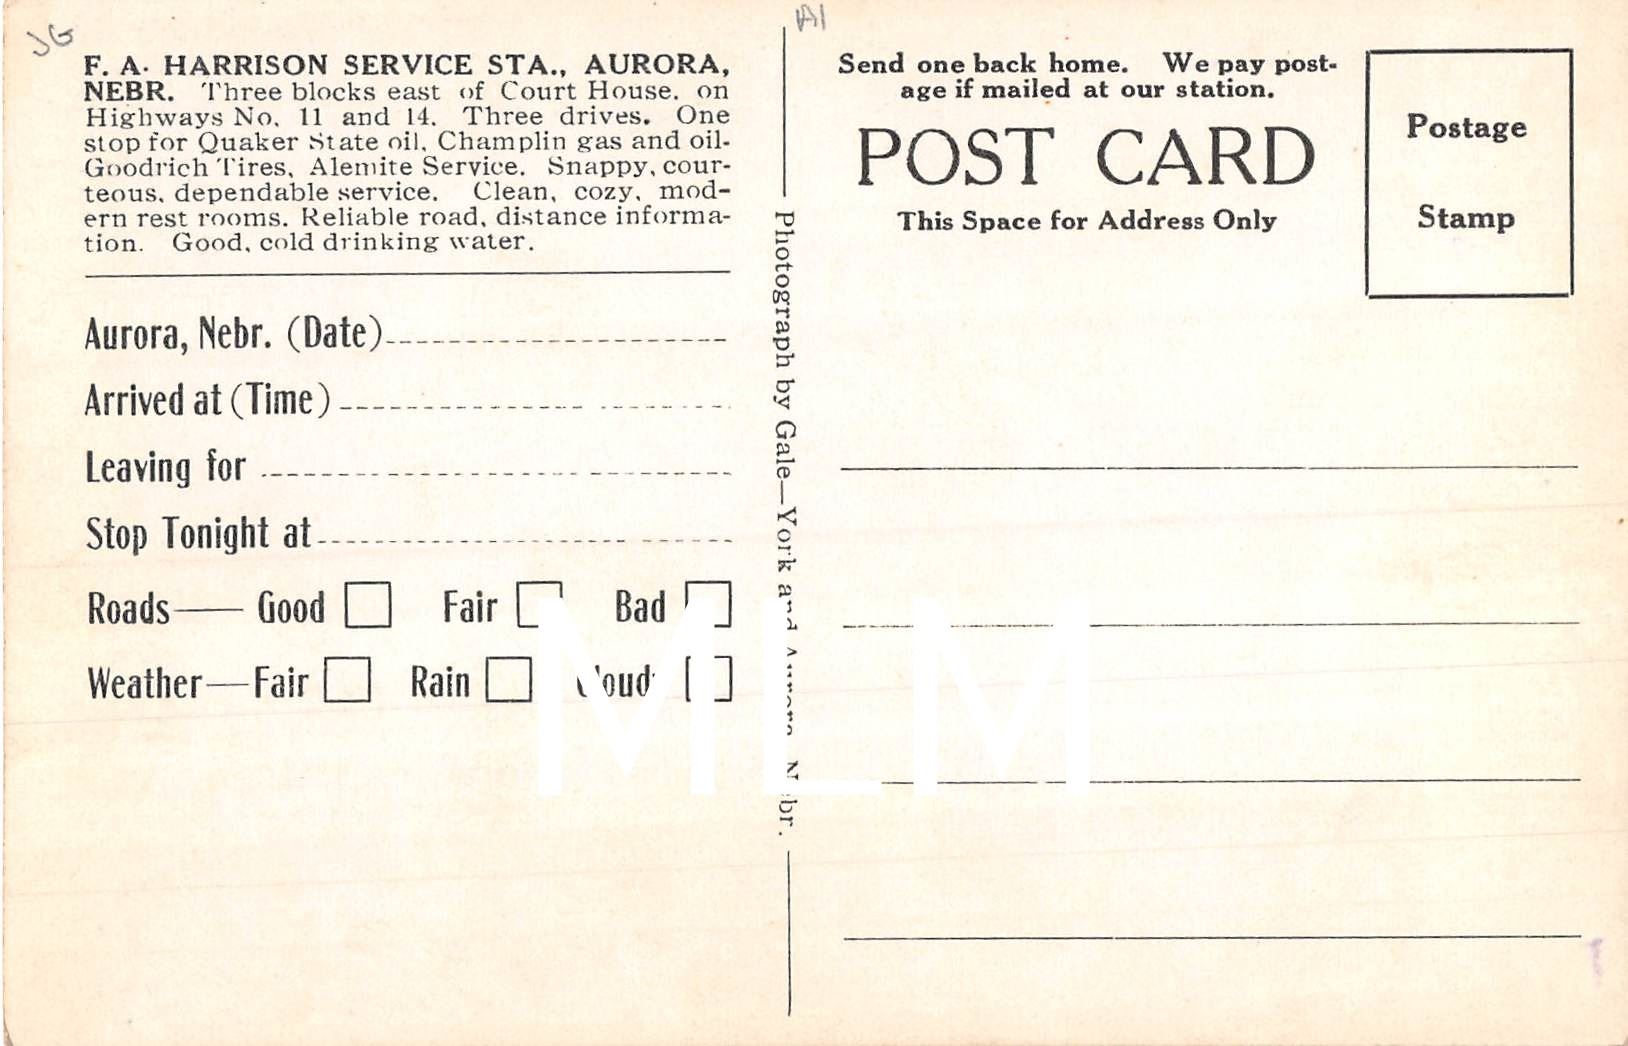 JG
A1
F. A. HARRISON SERVICE STA., AURORA,
NEBR. Three blocks east of Court House, on
Highways No. 11 and 14. Three drives. One
stop for Quaker State oil, Champlin gas and oil-
Goodrich Tires, Alemite Service. Snappy, cour-
teous, dependable service. Clean, cozy, mod-
ern rest rooms. Reliable road, distance informa-
tion. Good, cold drinking water.
Aurora, Nebr. (Date)
Arrived at (Time)
Leaving for
Stop Tonight at
Roads— Good Fair Bad
Weather—Fair Rain Cloudy
Photograph by Gale—York and Aurora, Nebr.
Send one back home. We pay post-
age if mailed at our station.
POST CARD
This Space for Address Only
Postage
Stamp
MLM